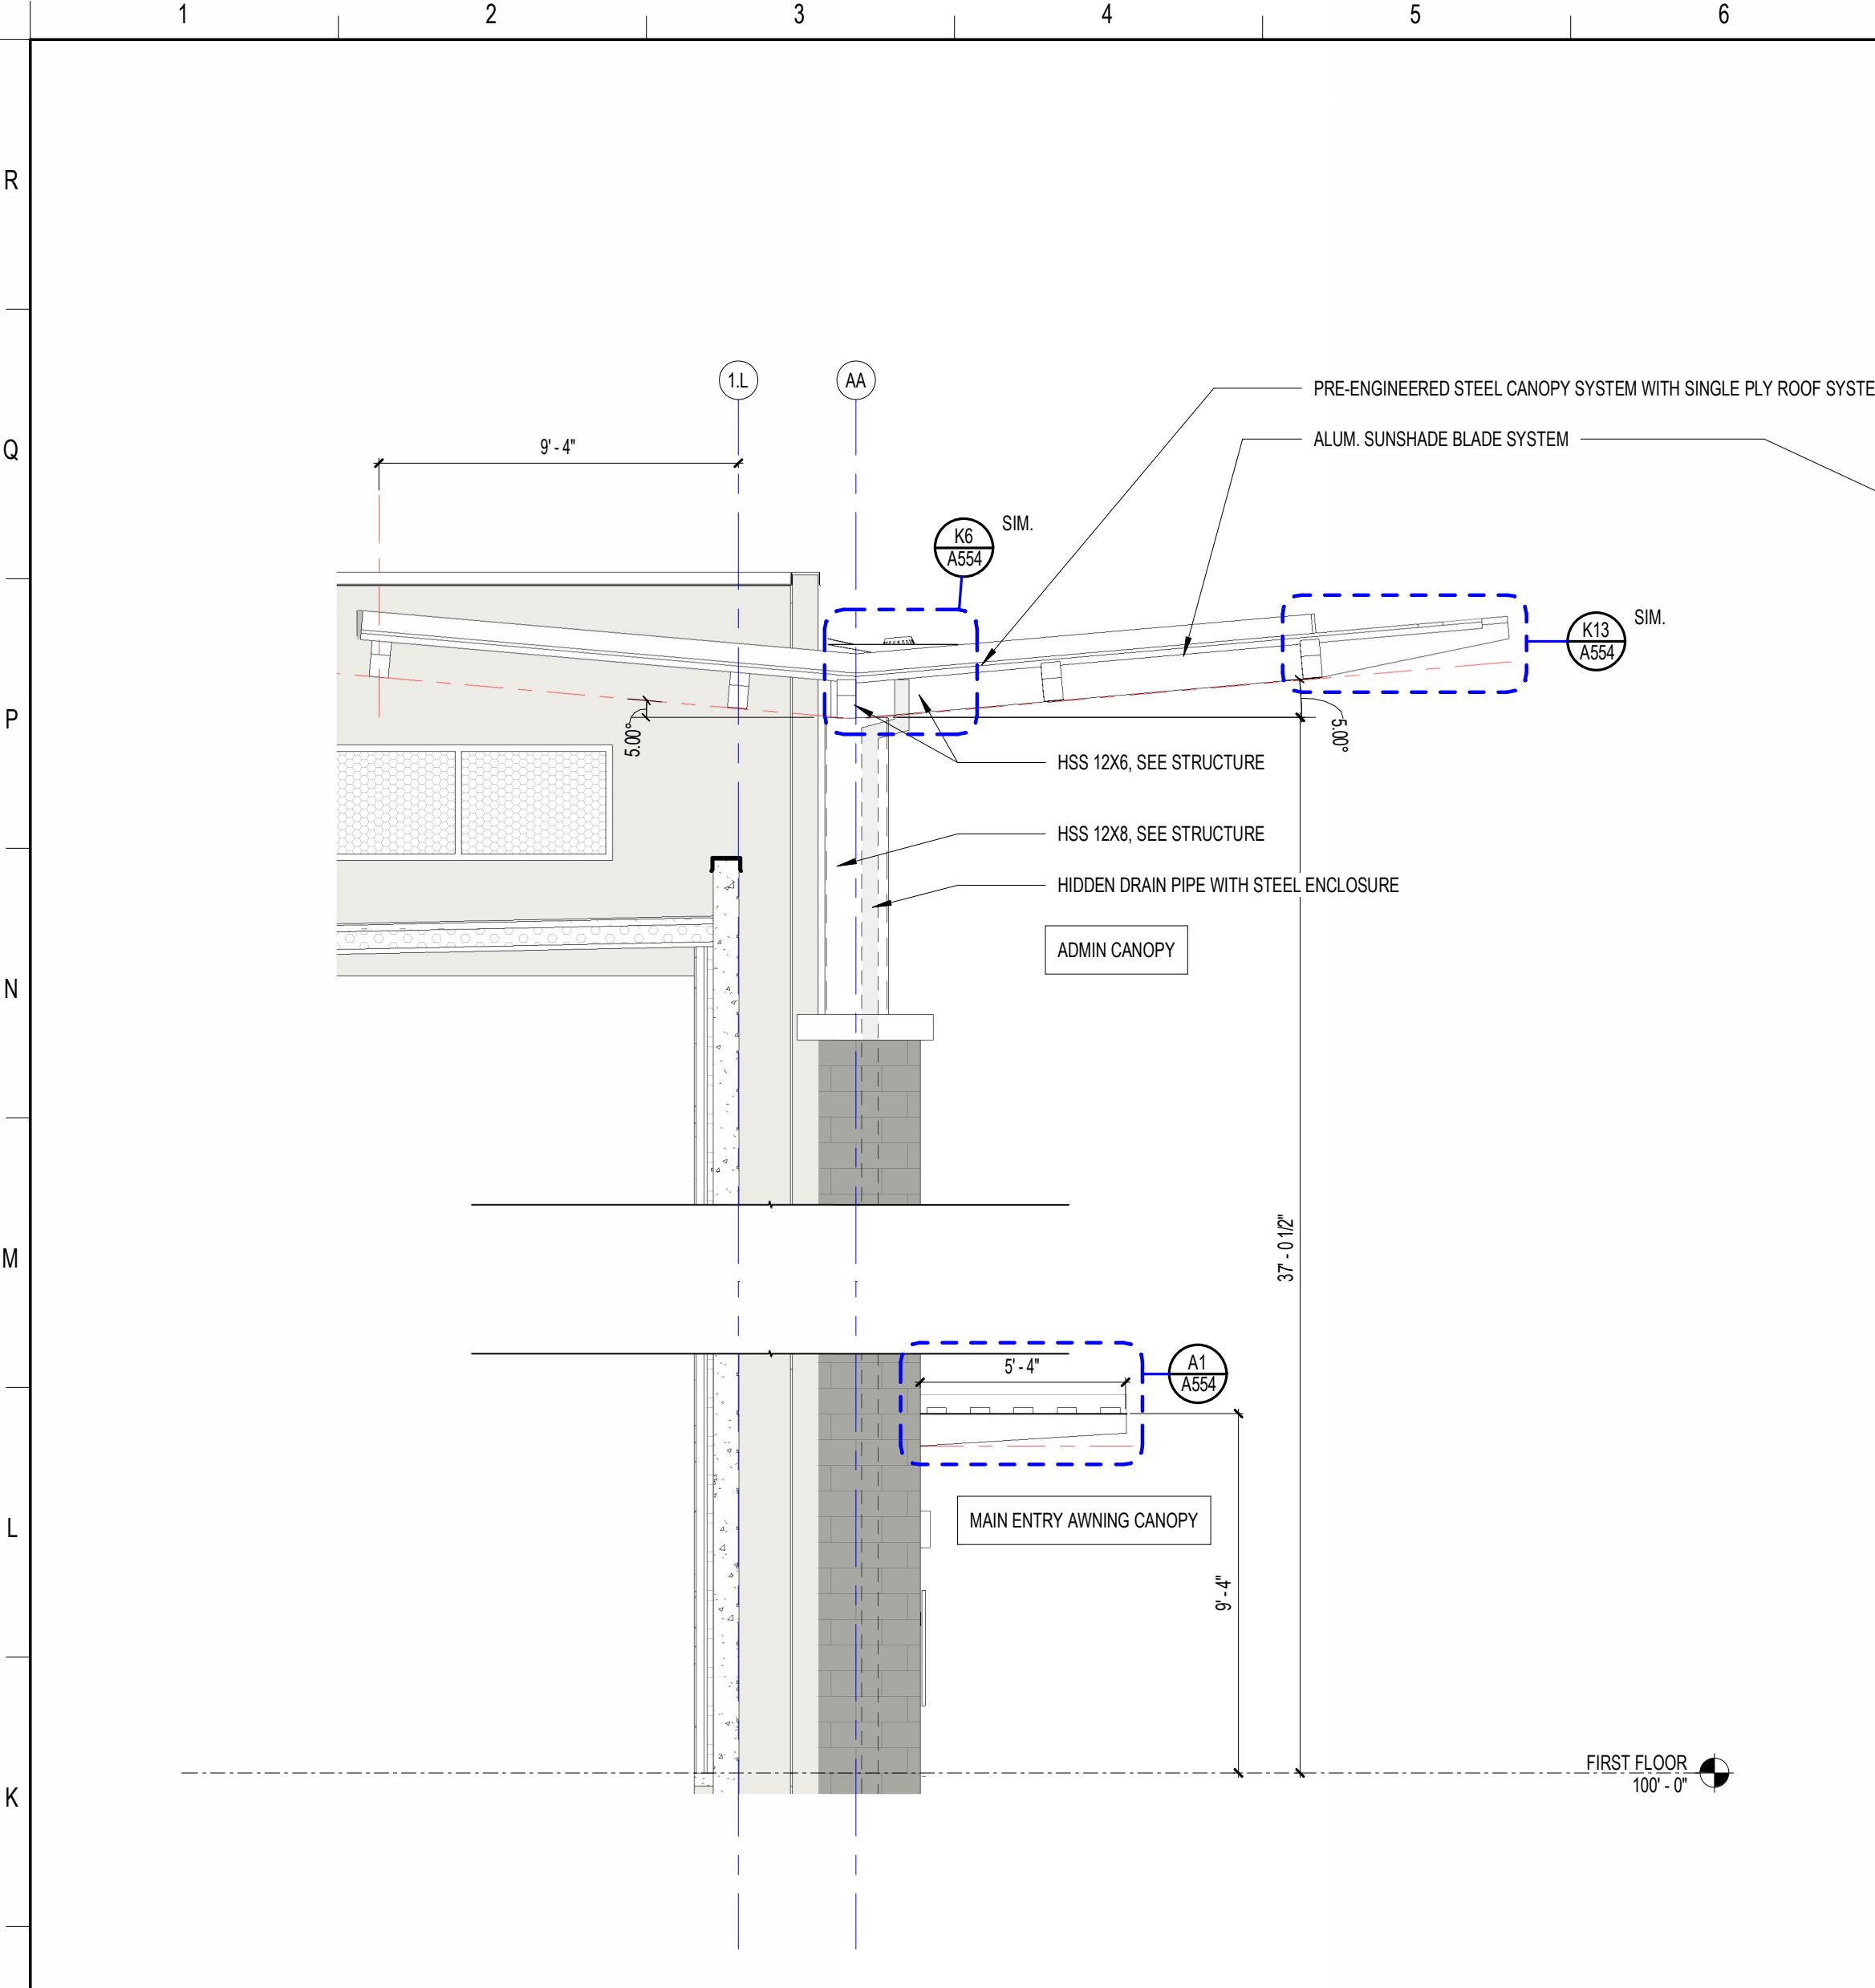 1 2 3 4 5 6
R
1.L AA
PRE-ENGINEERED STEEL CANOPY SYSTEM WITH SINGLE PLY ROOF
ALUM. SUNSHADE BLADE SYSTEM
Q
9' - 4"
K6
A554
SIM.
K13
A554
SIM.
P
5.00°
5.00°
HSS 12X6, SEE STRUCTURE
HSS 12X8, SEE STRUCTURE
HIDDEN DRAIN PIPE WITH STEEL ENCLOSURE
ADMIN CANOPY
N
37' - 0 1/2"
M
5' - 4"
A1
A554
MAIN ENTRY AWNING CANOPY
L
9' - 4"
FIRST FLOOR
100' - 0"
K